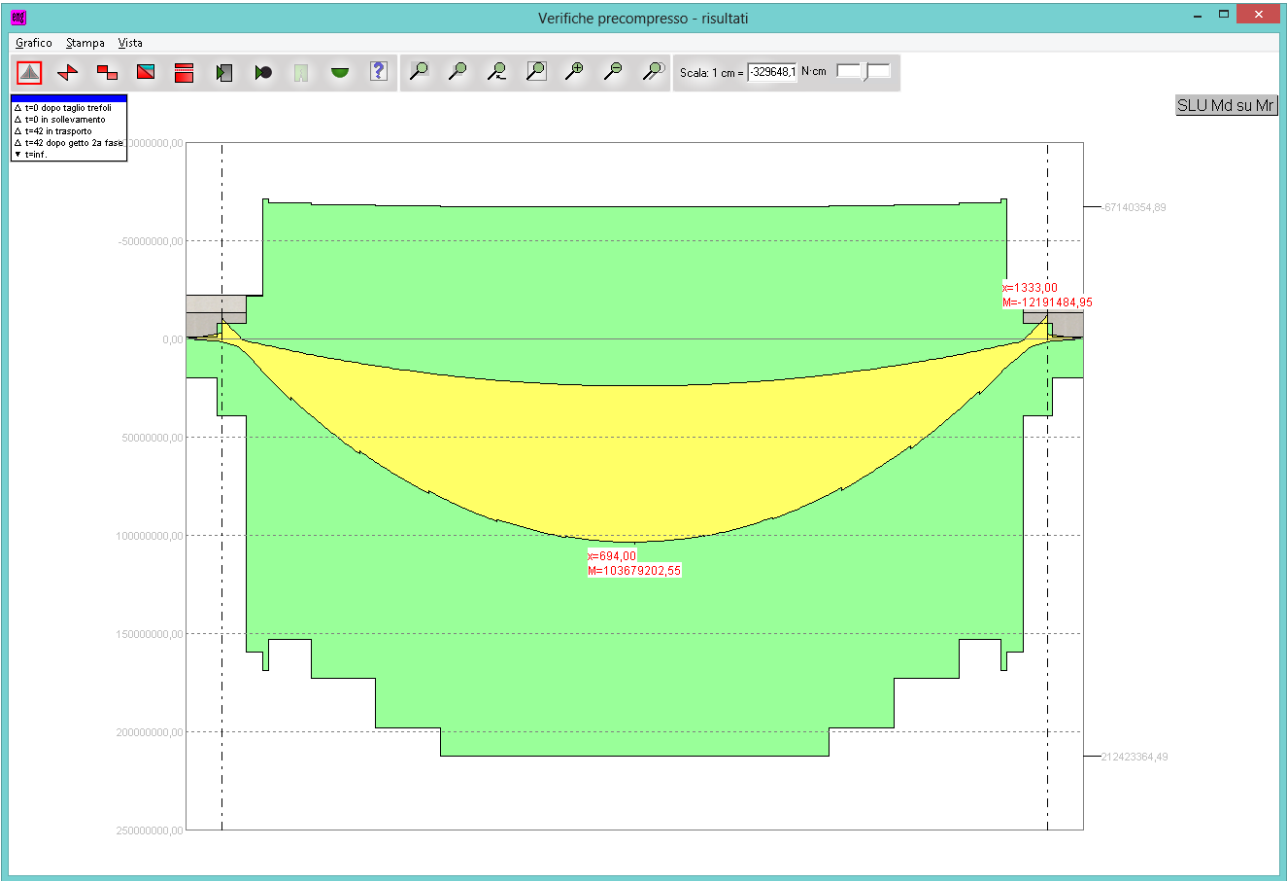 Verifiche precompresso - risultati
Grafico Stampa Vista
Scala: 1 cm = -329648,1 N·cm
SLU Md su Mr
Δ t=0 dopo taglio trefoli
Δ t=0 in sollevamento
Δ t=42 in trasporto
Δ t=42 dopo getto 2a fase
▼ t=inf.
0000000,00
-67140354,89
-50000000,00
x=1333,00
M=-12191484,95
0,00
50000000,00
100000000,00
x=694,00
M=103679202,55
150000000,00
200000000,00
212423364,49
250000000,00